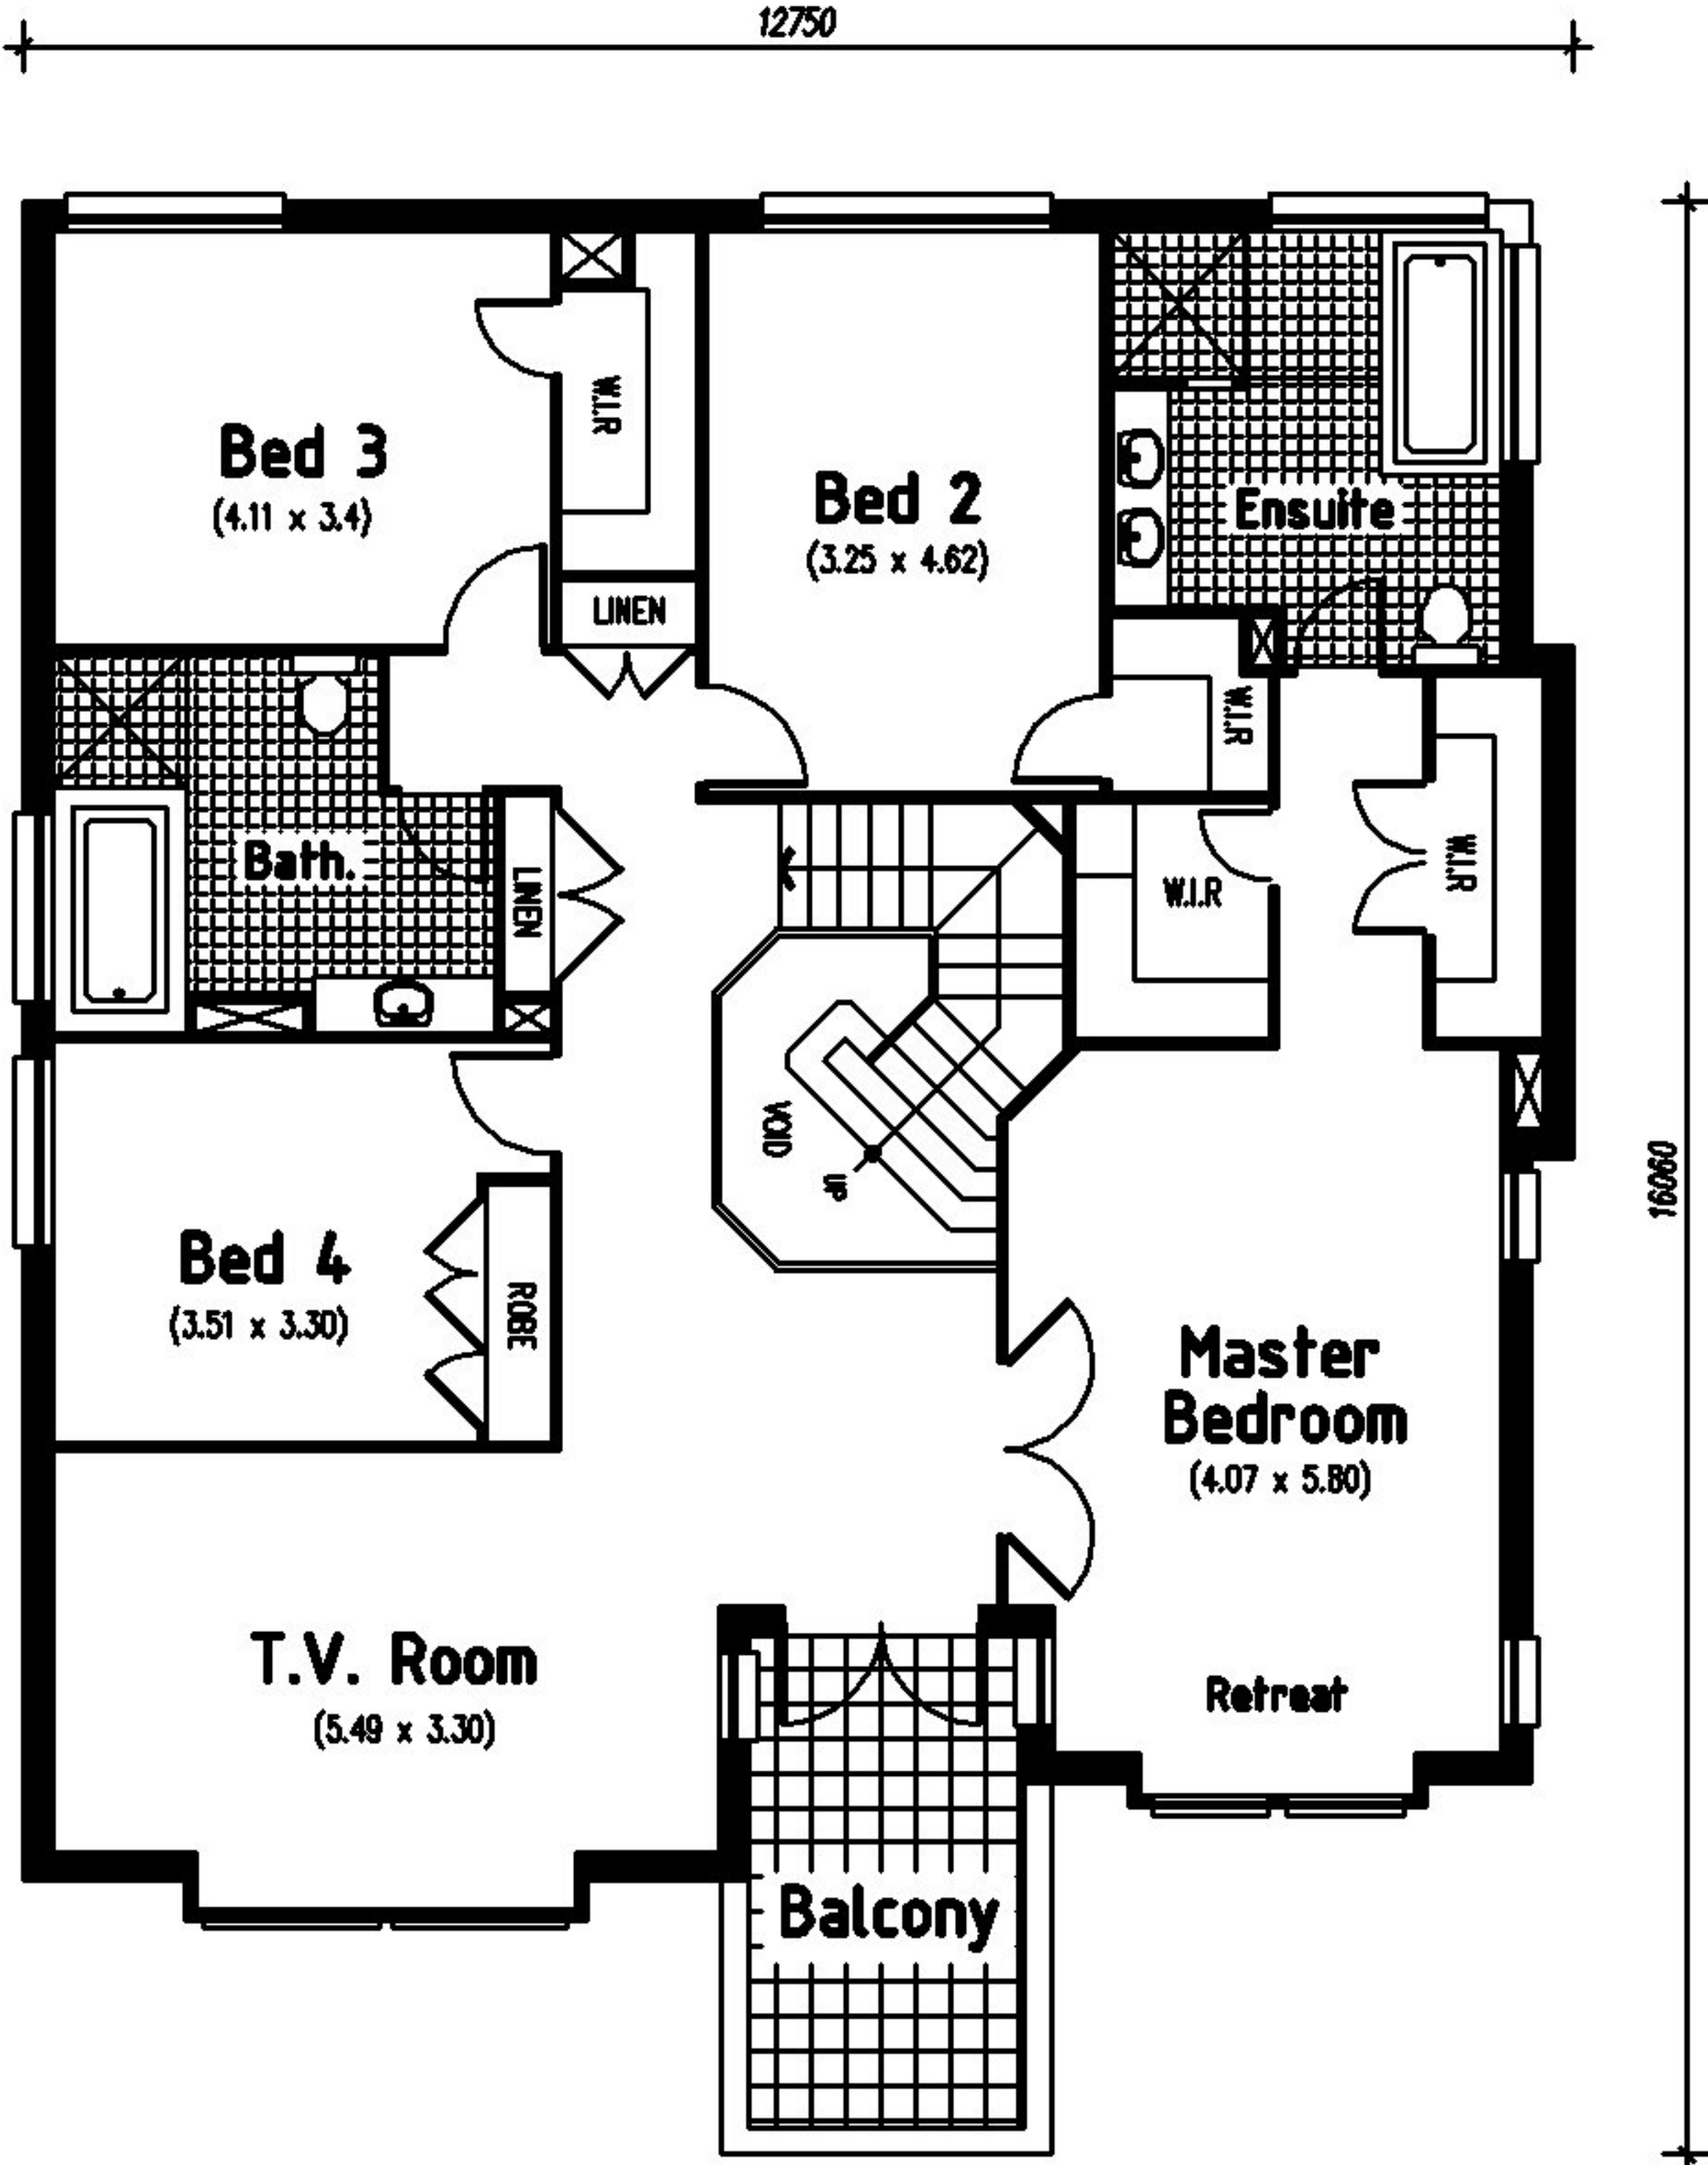 12750
Bed 3
(4.11 x 3.4)
W.I.R
LINEN
Bed 2
(3.25 x 4.62)
Ensuite
W.I.R
Bath.
LINEN
W.I.R
W.I.R
VOID
UP
16090
Bed 4
(3.51 x 3.30)
ROBE
Master
Bedroom
(4.07 x 5.80)
T.V. Room
(5.49 x 3.30)
Retreat
Balcony